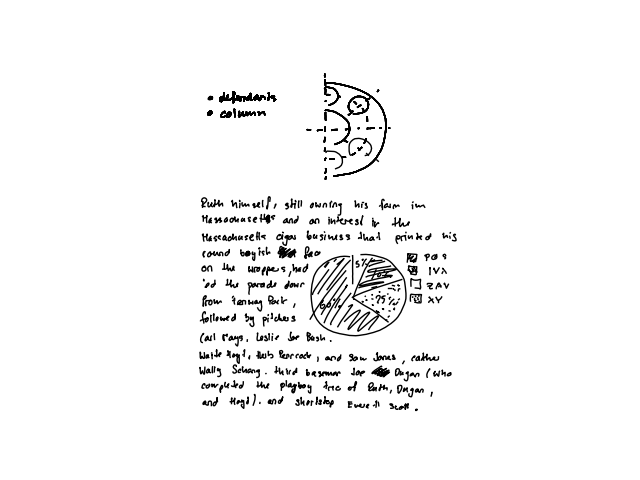 • defendants
• column
Ruth himself, still owning his farm in
Massachusetts and an interest in the
Massachusetts cigar business that printed his
round boyish face
on the wrappers, had
led the parade down
from Fenway Park,
followed by pitchers
Carl Mays, Leslie Joe Bush.
Waite Hoyt, Herb Pennock, and Sam Jones, catcher
Wally Schang. third baseman Joe Dugan (who
completed the playboy trio of Ruth, Dugan,
and Hoyt). and shortstop Everett Scott.
5%
60%
15%
IVX
ZAV
XY